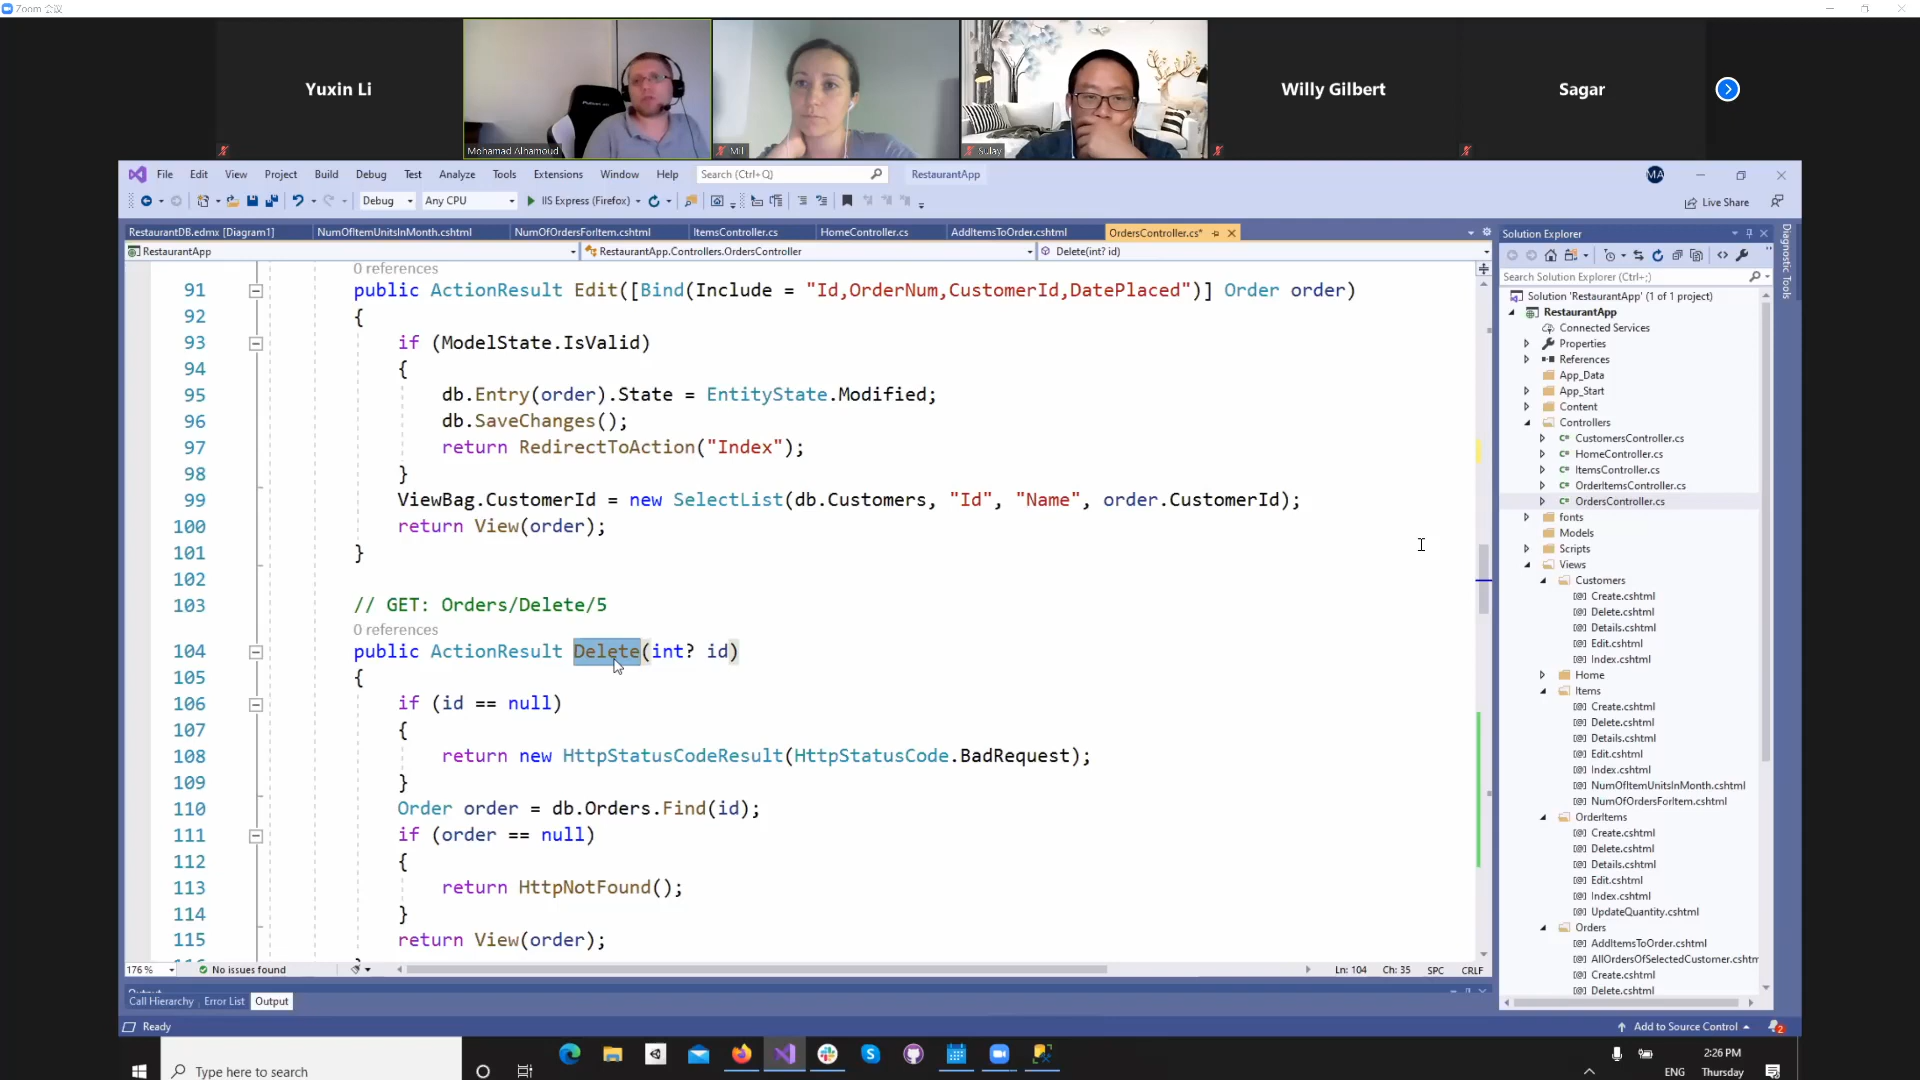 Zoom 会议
Yuxin Li
Mohamad Alhamoud
Mil
Sulay
Willy Gilbert
Sagar
File Edit View Project Build Debug Test Analyze Tools Extensions Window Help Search (Ctrl+Q) RestaurantApp MA
Debug Any CPU IIS Express (Firefox) Live Share
RestaurantDB.edmx [Diagram1] NumOfItemUnitsInMonth.cshtml NumOfOrdersForItem.cshtml ItemsController.cs HomeController.cs AddItemsToOrder.cshtml OrdersController.cs*
RestaurantApp RestaurantApp.Controllers.OrdersController Delete(int? id)
0 references
91 public ActionResult Edit([Bind(Include = "Id,OrderNum,CustomerId,DatePlaced")] Order order)
92 {
93 if (ModelState.IsValid)
94 {
95 db.Entry(order).State = EntityState.Modified;
96 db.SaveChanges();
97 return RedirectToAction("Index");
98 }
99 ViewBag.CustomerId = new SelectList(db.Customers, "Id", "Name", order.CustomerId);
100 return View(order);
101 }
102
103 // GET: Orders/Delete/5
0 references
104 public ActionResult Delete(int? id)
105 {
106 if (id == null)
107 {
108 return new HttpStatusCodeResult(HttpStatusCode.BadRequest);
109 }
110 Order order = db.Orders.Find(id);
111 if (order == null)
112 {
113 return HttpNotFound();
114 }
115 return View(order);
176 % No issues found Ln: 104 Ch: 35 SPC CRLF
Output
Call Hierarchy Error List Output
Solution Explorer
Search Solution Explorer (Ctrl+;)
Solution 'RestaurantApp' (1 of 1 project)
RestaurantApp
Connected Services
Properties
References
App_Data
App_Start
Content
Controllers
C# CustomersController.cs
C# HomeController.cs
C# ItemsController.cs
C# OrderItemsController.cs
C# OrdersController.cs
fonts
Models
Scripts
Views
Customers
Create.cshtml
Delete.cshtml
Details.cshtml
Edit.cshtml
Index.cshtml
Home
Items
Create.cshtml
Delete.cshtml
Details.cshtml
Edit.cshtml
Index.cshtml
NumOfItemUnitsInMonth.cshtml
NumOfOrdersForItem.cshtml
OrderItems
Create.cshtml
Delete.cshtml
Details.cshtml
Edit.cshtml
Index.cshtml
UpdateQuantity.cshtml
Orders
AddItemsToOrder.cshtml
AllOrdersOfSelectedCustomer.cshtm
Create.cshtml
Delete.cshtml
Diagnostic Tools
Ready Add to Source Control 2
Type here to search ENG 2:26 PM
Thursday